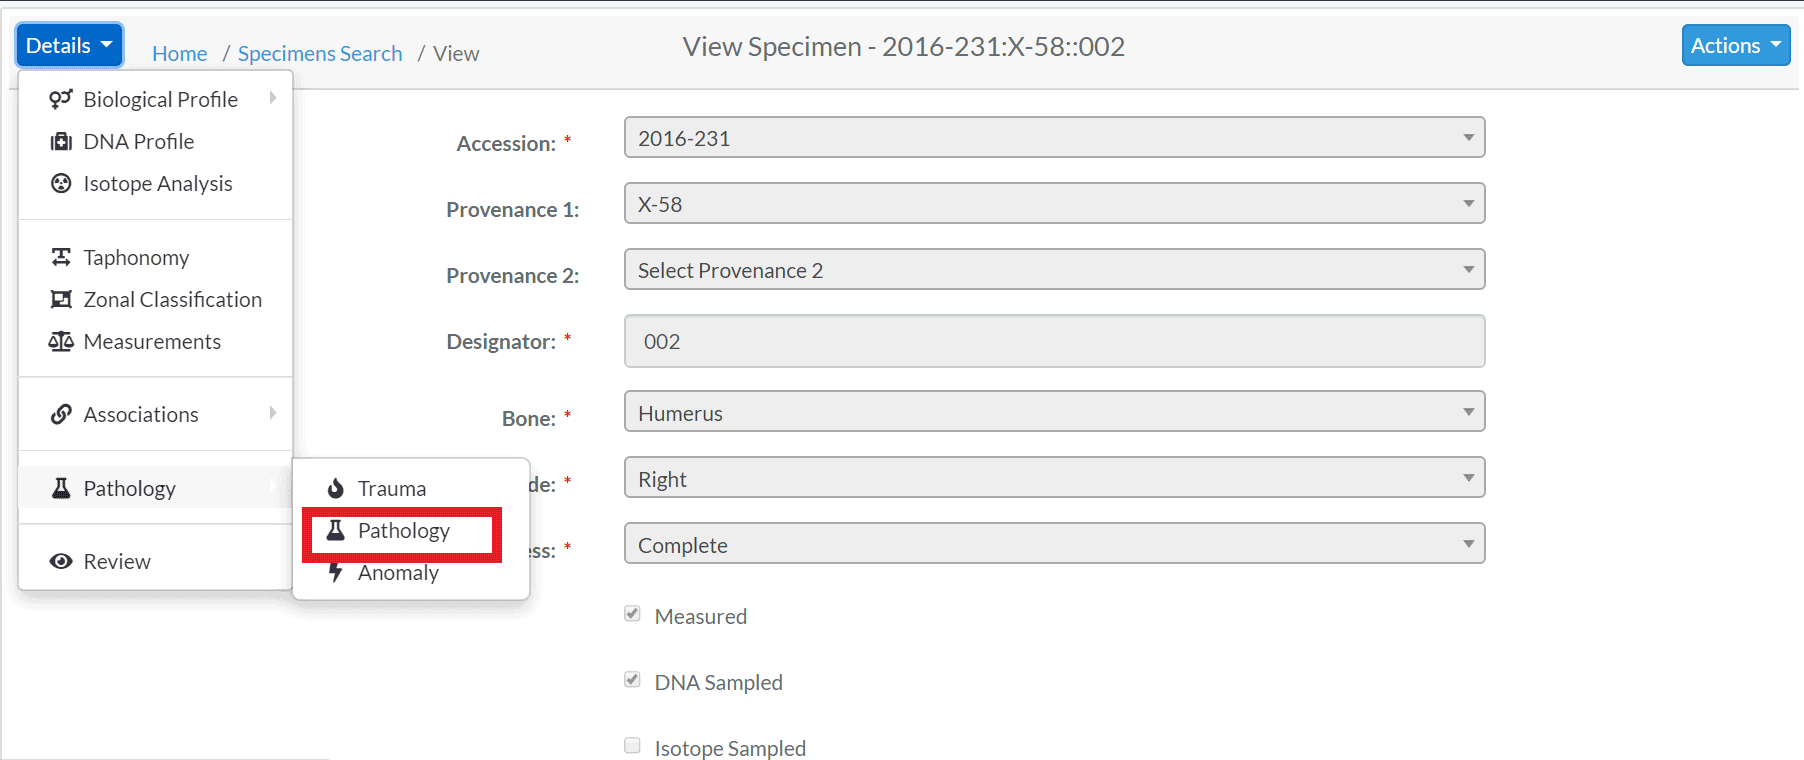 Details
Home / Specimens Search / View
View Specimen - 2016-231:X-58::002
Actions
Biological Profile
DNA Profile
Isotope Analysis
Taphonomy
Zonal Classification
Measurements
Associations
Pathology
Review
Trauma
Pathology
Anomaly
Accession: *
2016-231
Provenance 1:
X-58
Provenance 2:
Select Provenance 2
Designator: *
002
Bone: *
Humerus
de: *
Right
ess: *
Complete
Measured
DNA Sampled
Isotope Sampled